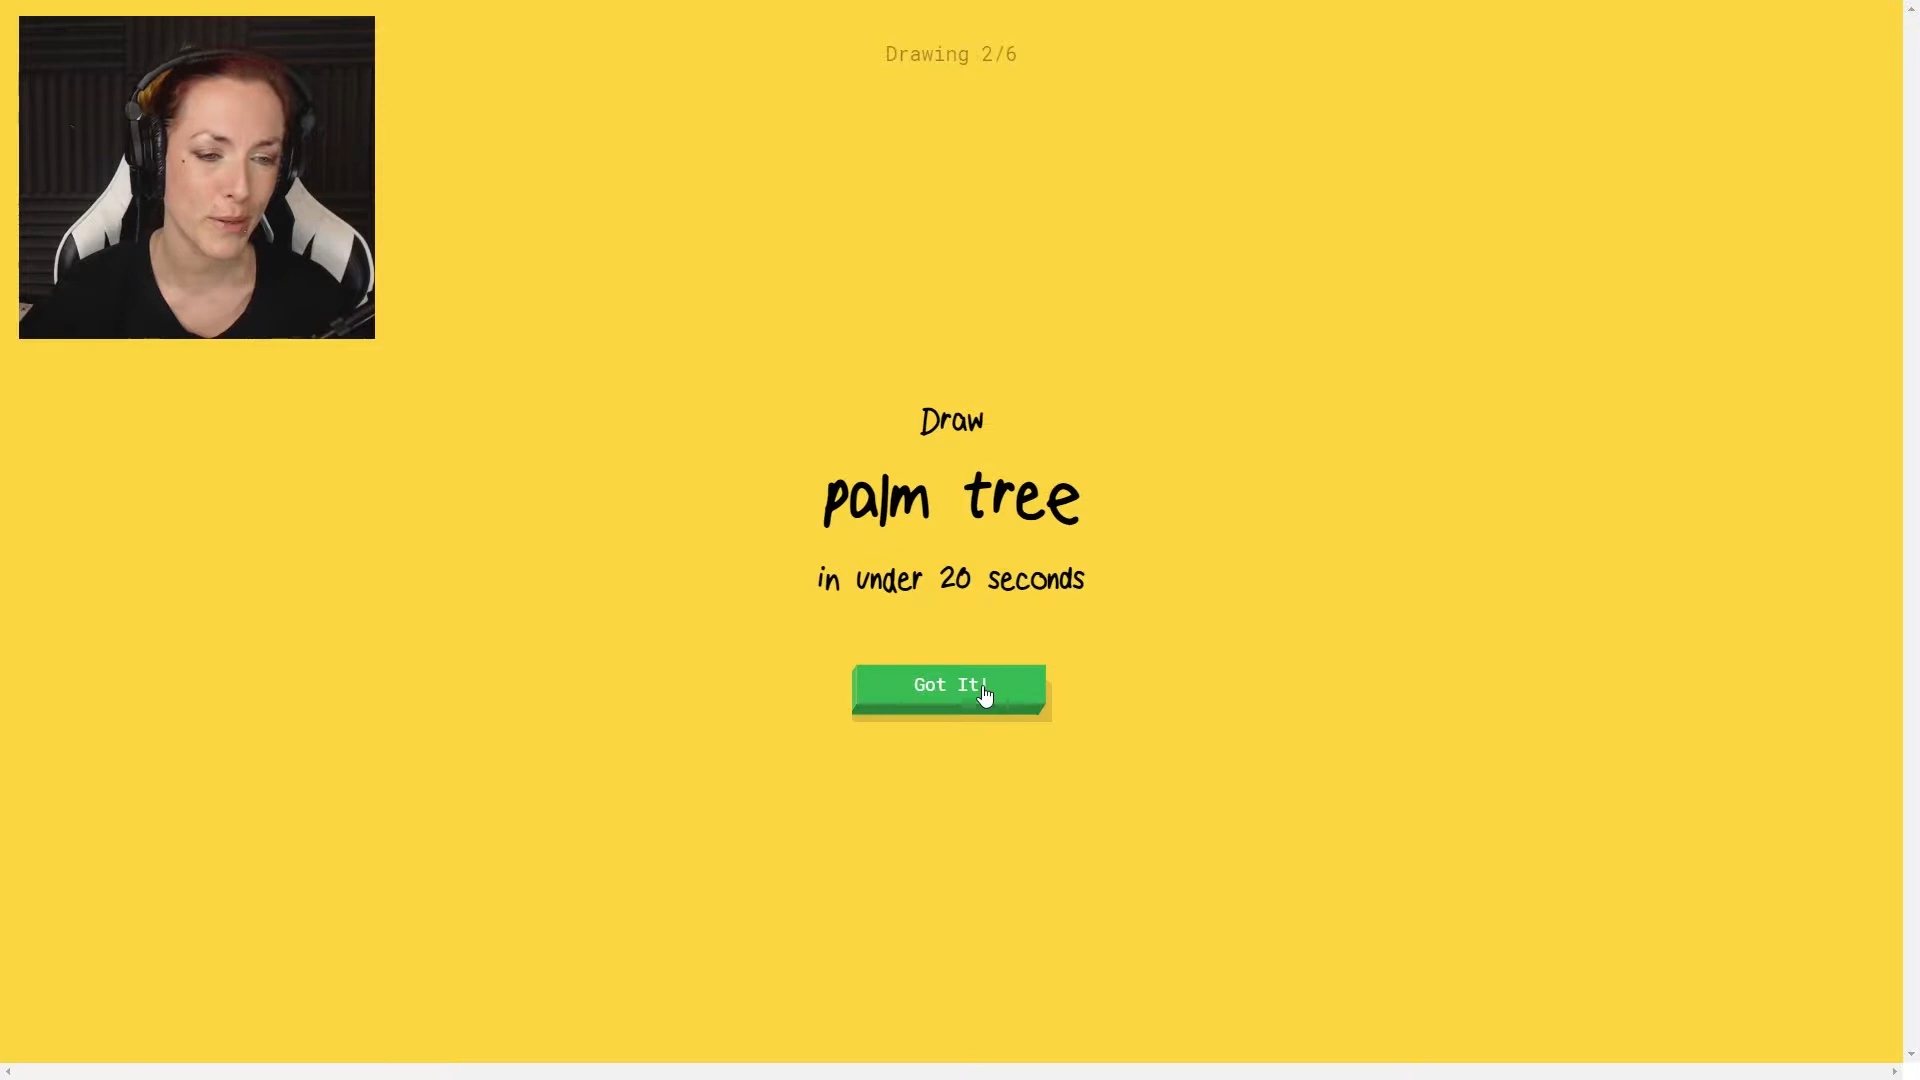 Drawing 2/6
Draw
palm tree
in under 20 seconds
Got It!